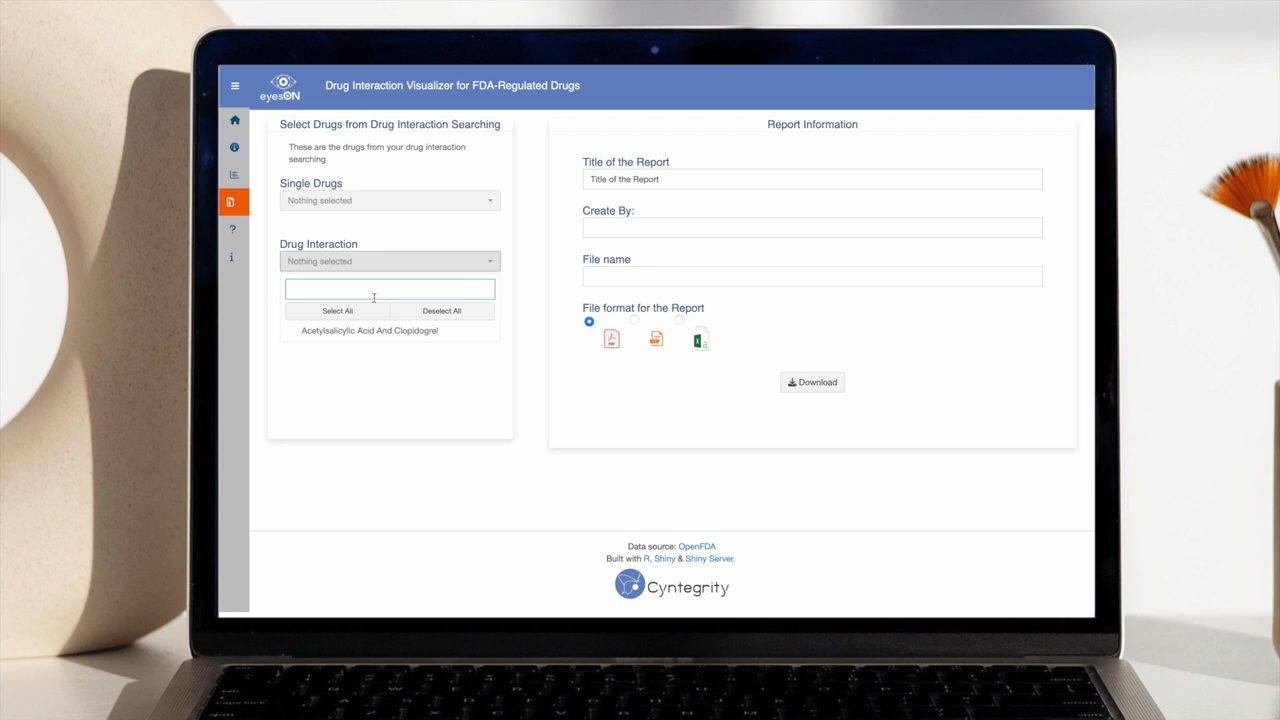 eyesON
Drug Interaction Visualizer for FDA-Regulated Drugs
Select Drugs from Drug Interaction Searching
These are the drugs from your drug interaction
searching
Single Drugs
Nothing selected
Drug Interaction
Nothing selected
Select All
Deselect All
Acetylsalicylic Acid And Clopidogrel
Report Information
Title of the Report
Title of the Report
Create By:
File name
File format for the Report
PDF
Download
Data source: OpenFDA
Built with R, Shiny & Shiny Server.
Cyntegrity